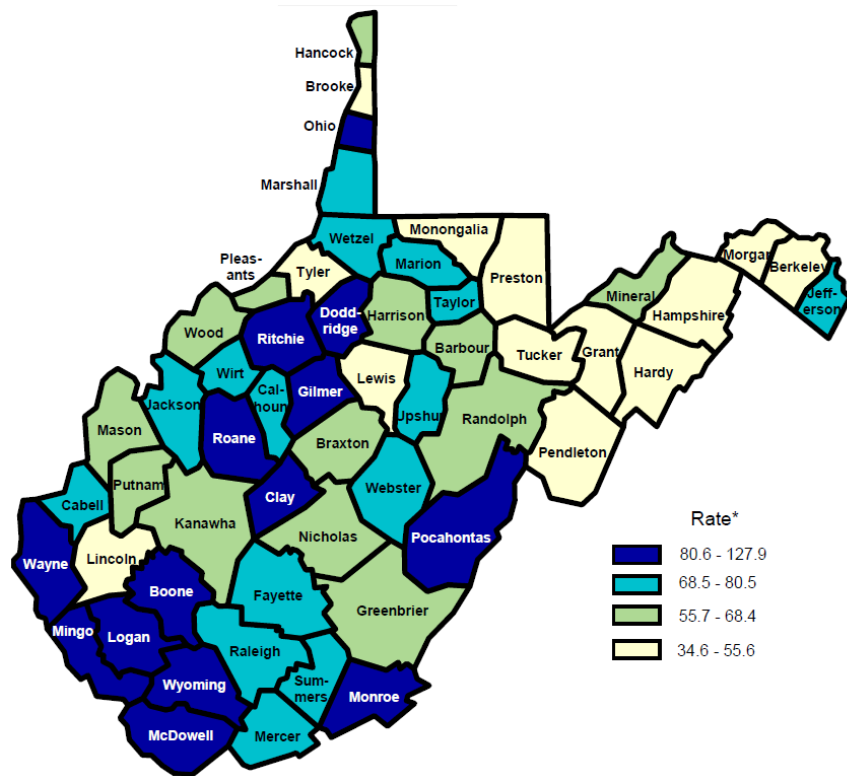 Hancock
Brooke
Ohio
Marshall
Wetzel
Monongalia
Marion
Preston
Taylor
Pleas-
ants
Tyler
Morgan
Berkeley
Jeff-
erson
Mineral
Hampshire
Wood
Ritchie
Dodd-
ridge
Harrison
Barbour
Tucker
Grant
Hardy
Wirt
Cal-
houn
Gilmer
Lewis
Upshur
Randolph
Jackson
Mason
Roane
Braxton
Pendleton
Putnam
Clay
Webster
Cabell
Kanawha
Nicholas
Pocahontas
Wayne
Lincoln
Boone
Fayette
Greenbrier
Mingo
Logan
Raleigh
Wyoming
Sum-
mers
Monroe
McDowell
Mercer
Rate*
80.6 - 127.9
68.5 - 80.5
55.7 - 68.4
34.6 - 55.6